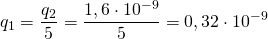 q_1 = \frac{q_2}{5} = \frac{1,6 \cdot 10^{-9}}{5} = 0,32 \cdot 10^{-9}